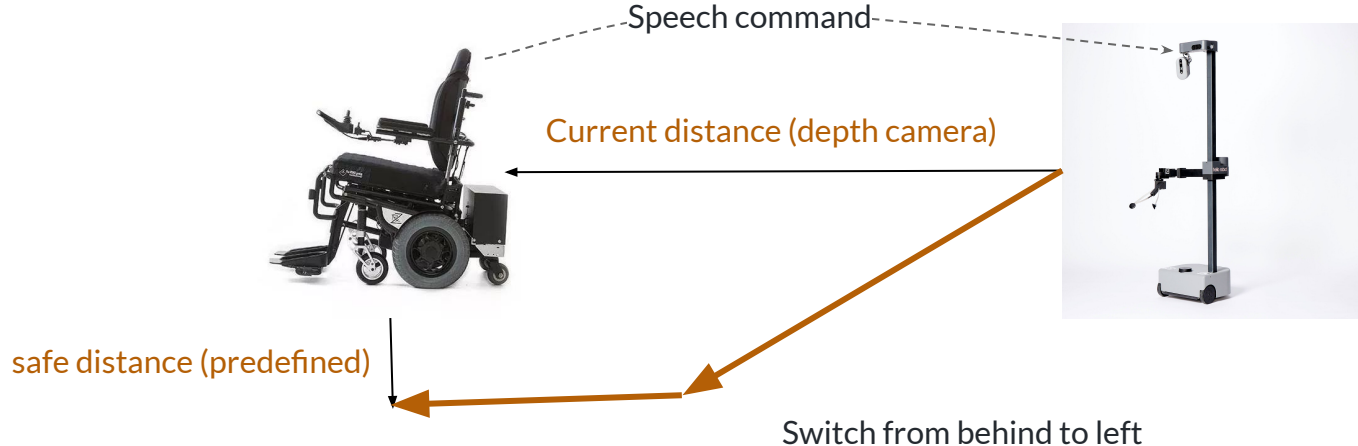 Speech command
Current distance (depth camera)
safe distance (predefined)
Switch from behind to left